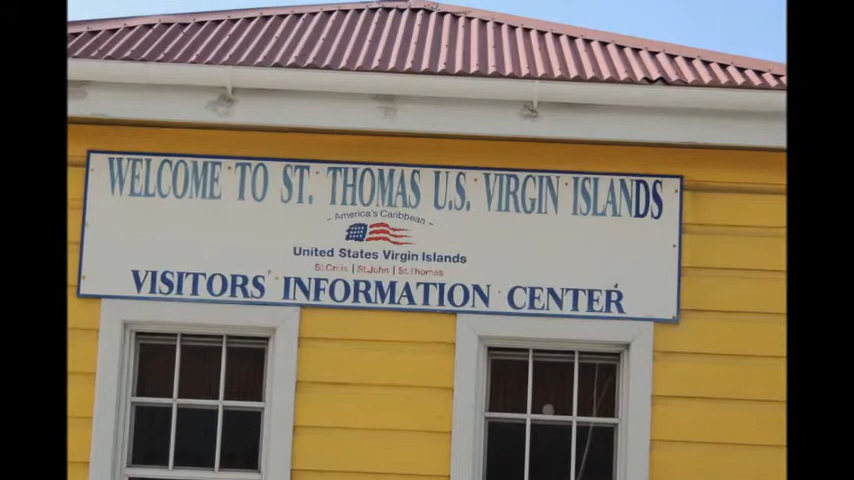 WELCOME TO ST. THOMAS U.S. VIRGIN ISLANDS
America's Caribbean
United States Virgin Islands
St.Croix | St.John | St.Thomas
VISITORS' INFORMATION CENTER